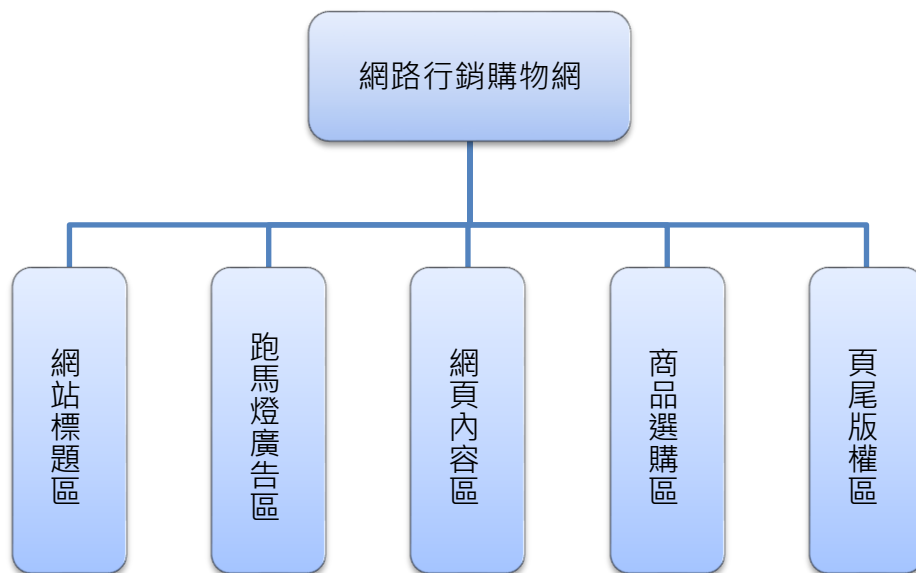 網路行銷購物網
網站標題區
跑馬燈廣告區
網頁內容區
商品選購區
頁尾版權區